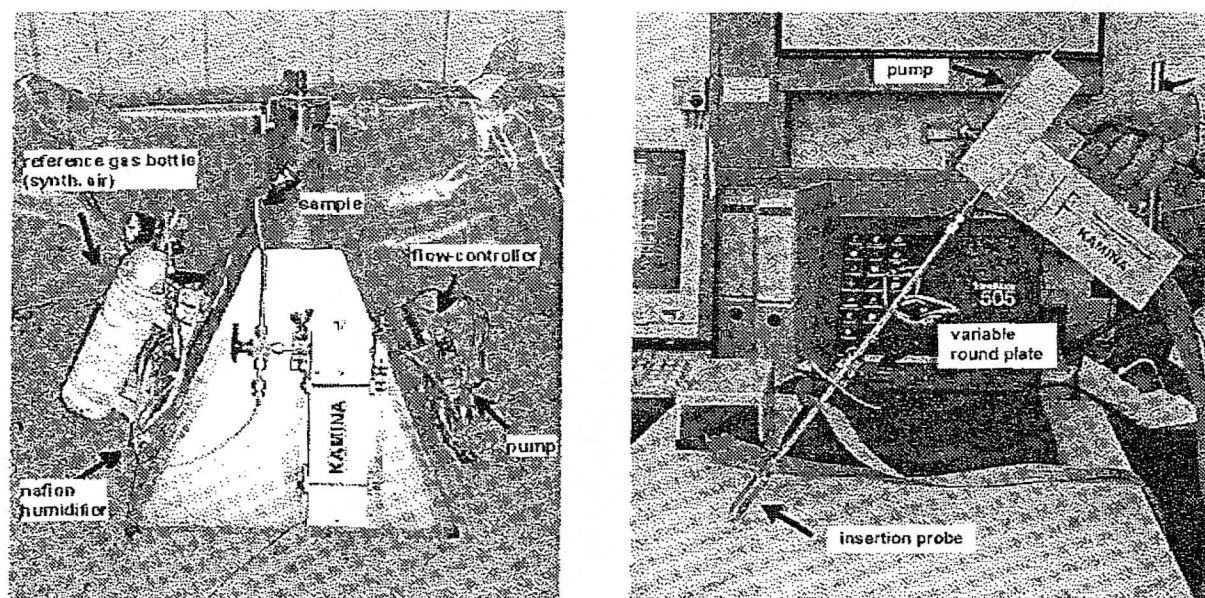 reference gas bottle
(synth. air)
sample
flow-controller
KAMINA
pump
nafion
humidifier
pump
KAMINA
505
variable
round plate
insertion probe